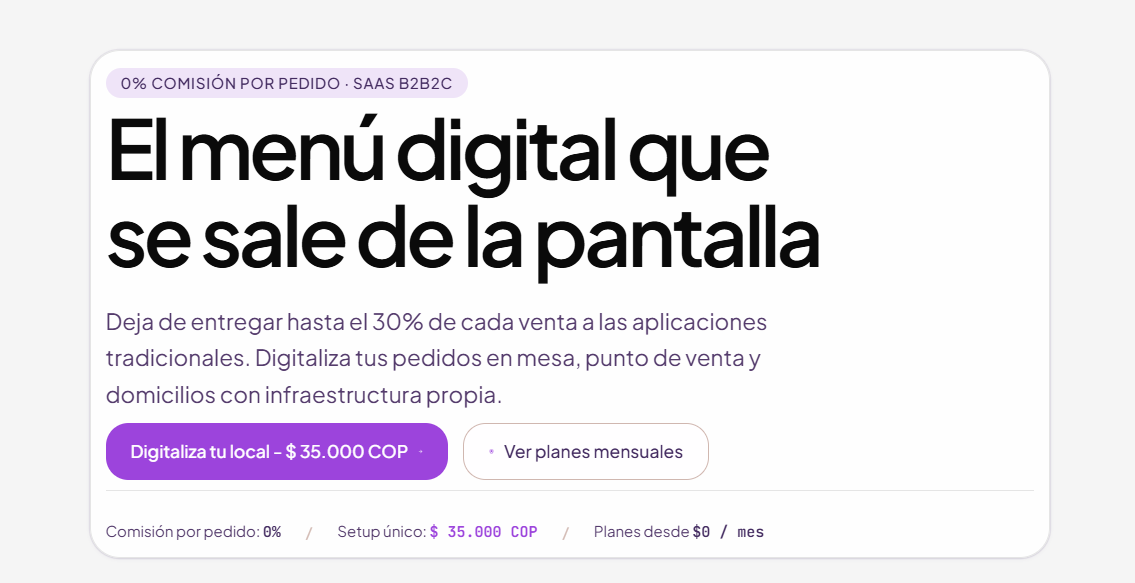 0% COMISIÓN POR PEDIDO · SAAS B2B2C
El menú digital que
se sale de la pantalla
Deja de entregar hasta el 30% de cada venta a las aplicaciones
tradicionales. Digitaliza tus pedidos en mesa, punto de venta y
domicilios con infraestructura propia.
Digitaliza tu local - $ 35.000 COP
Ver planes mensuales
Comisión por pedido: 0% / Setup único: $ 35.000 COP / Planes desde $0 / mes